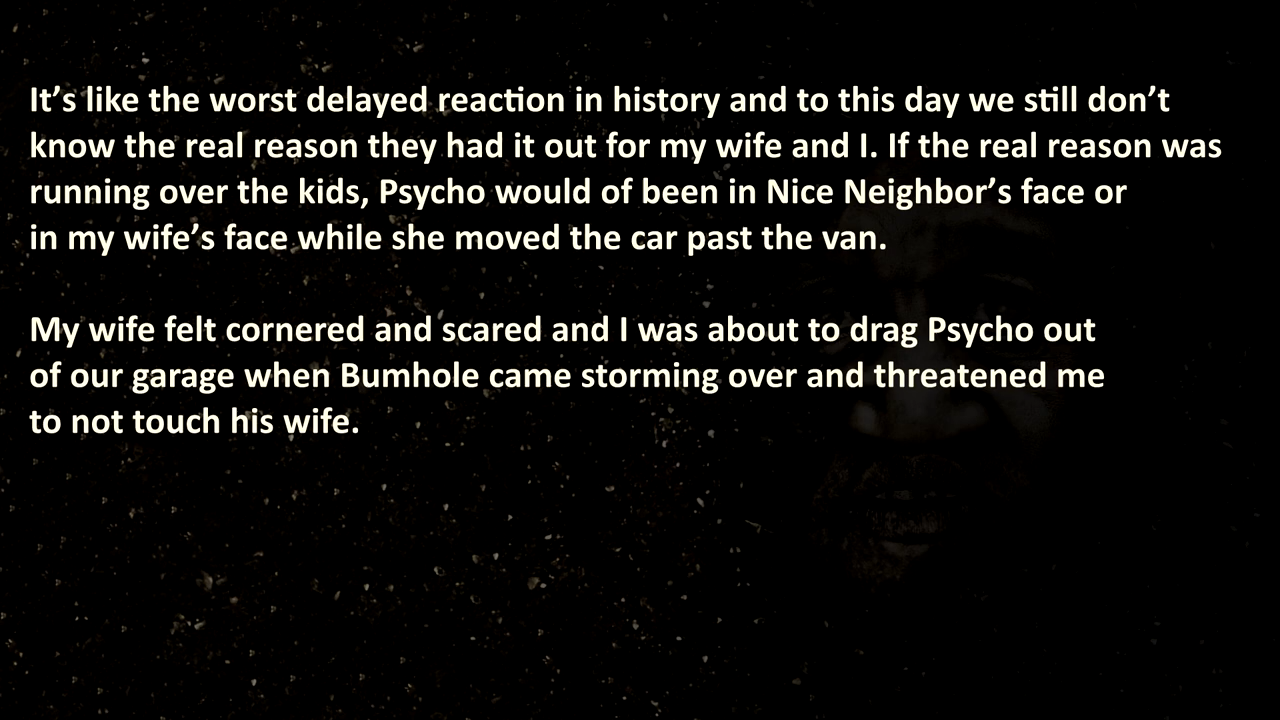 It’s like the worst delayed reaction in history and to this day we still don’t
know the real reason they had it out for my wife and I. If the real reason was
running over the kids, Psycho would of been in Nice Neighbor’s face or
in my wife’s face while she moved the car past the van.
My wife felt cornered and scared and I was about to drag Psycho out
of our garage when Bumhole came storming over and threatened me
to not touch his wife.